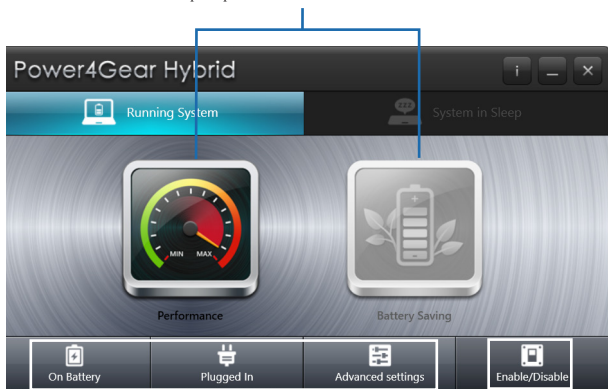 Power4Gear Hybrid
i
Running System
zzz
System in Sleep
MIN MAX
Performance
Battery Saving
On Battery
Plugged In
Advanced settings
Enable/Disable